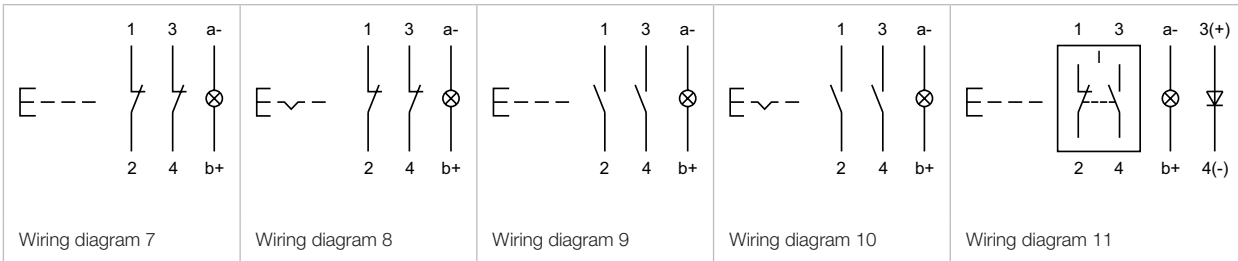 1 3 a-
2 4 b+
Wiring diagram 7
1 3 a-
2 4 b+
Wiring diagram 8
1 3 a-
2 4 b+
Wiring diagram 9
1 3 a-
2 4 b+
Wiring diagram 10
1 3 a- 3(+)
2 4 b+ 4(-)
Wiring diagram 11